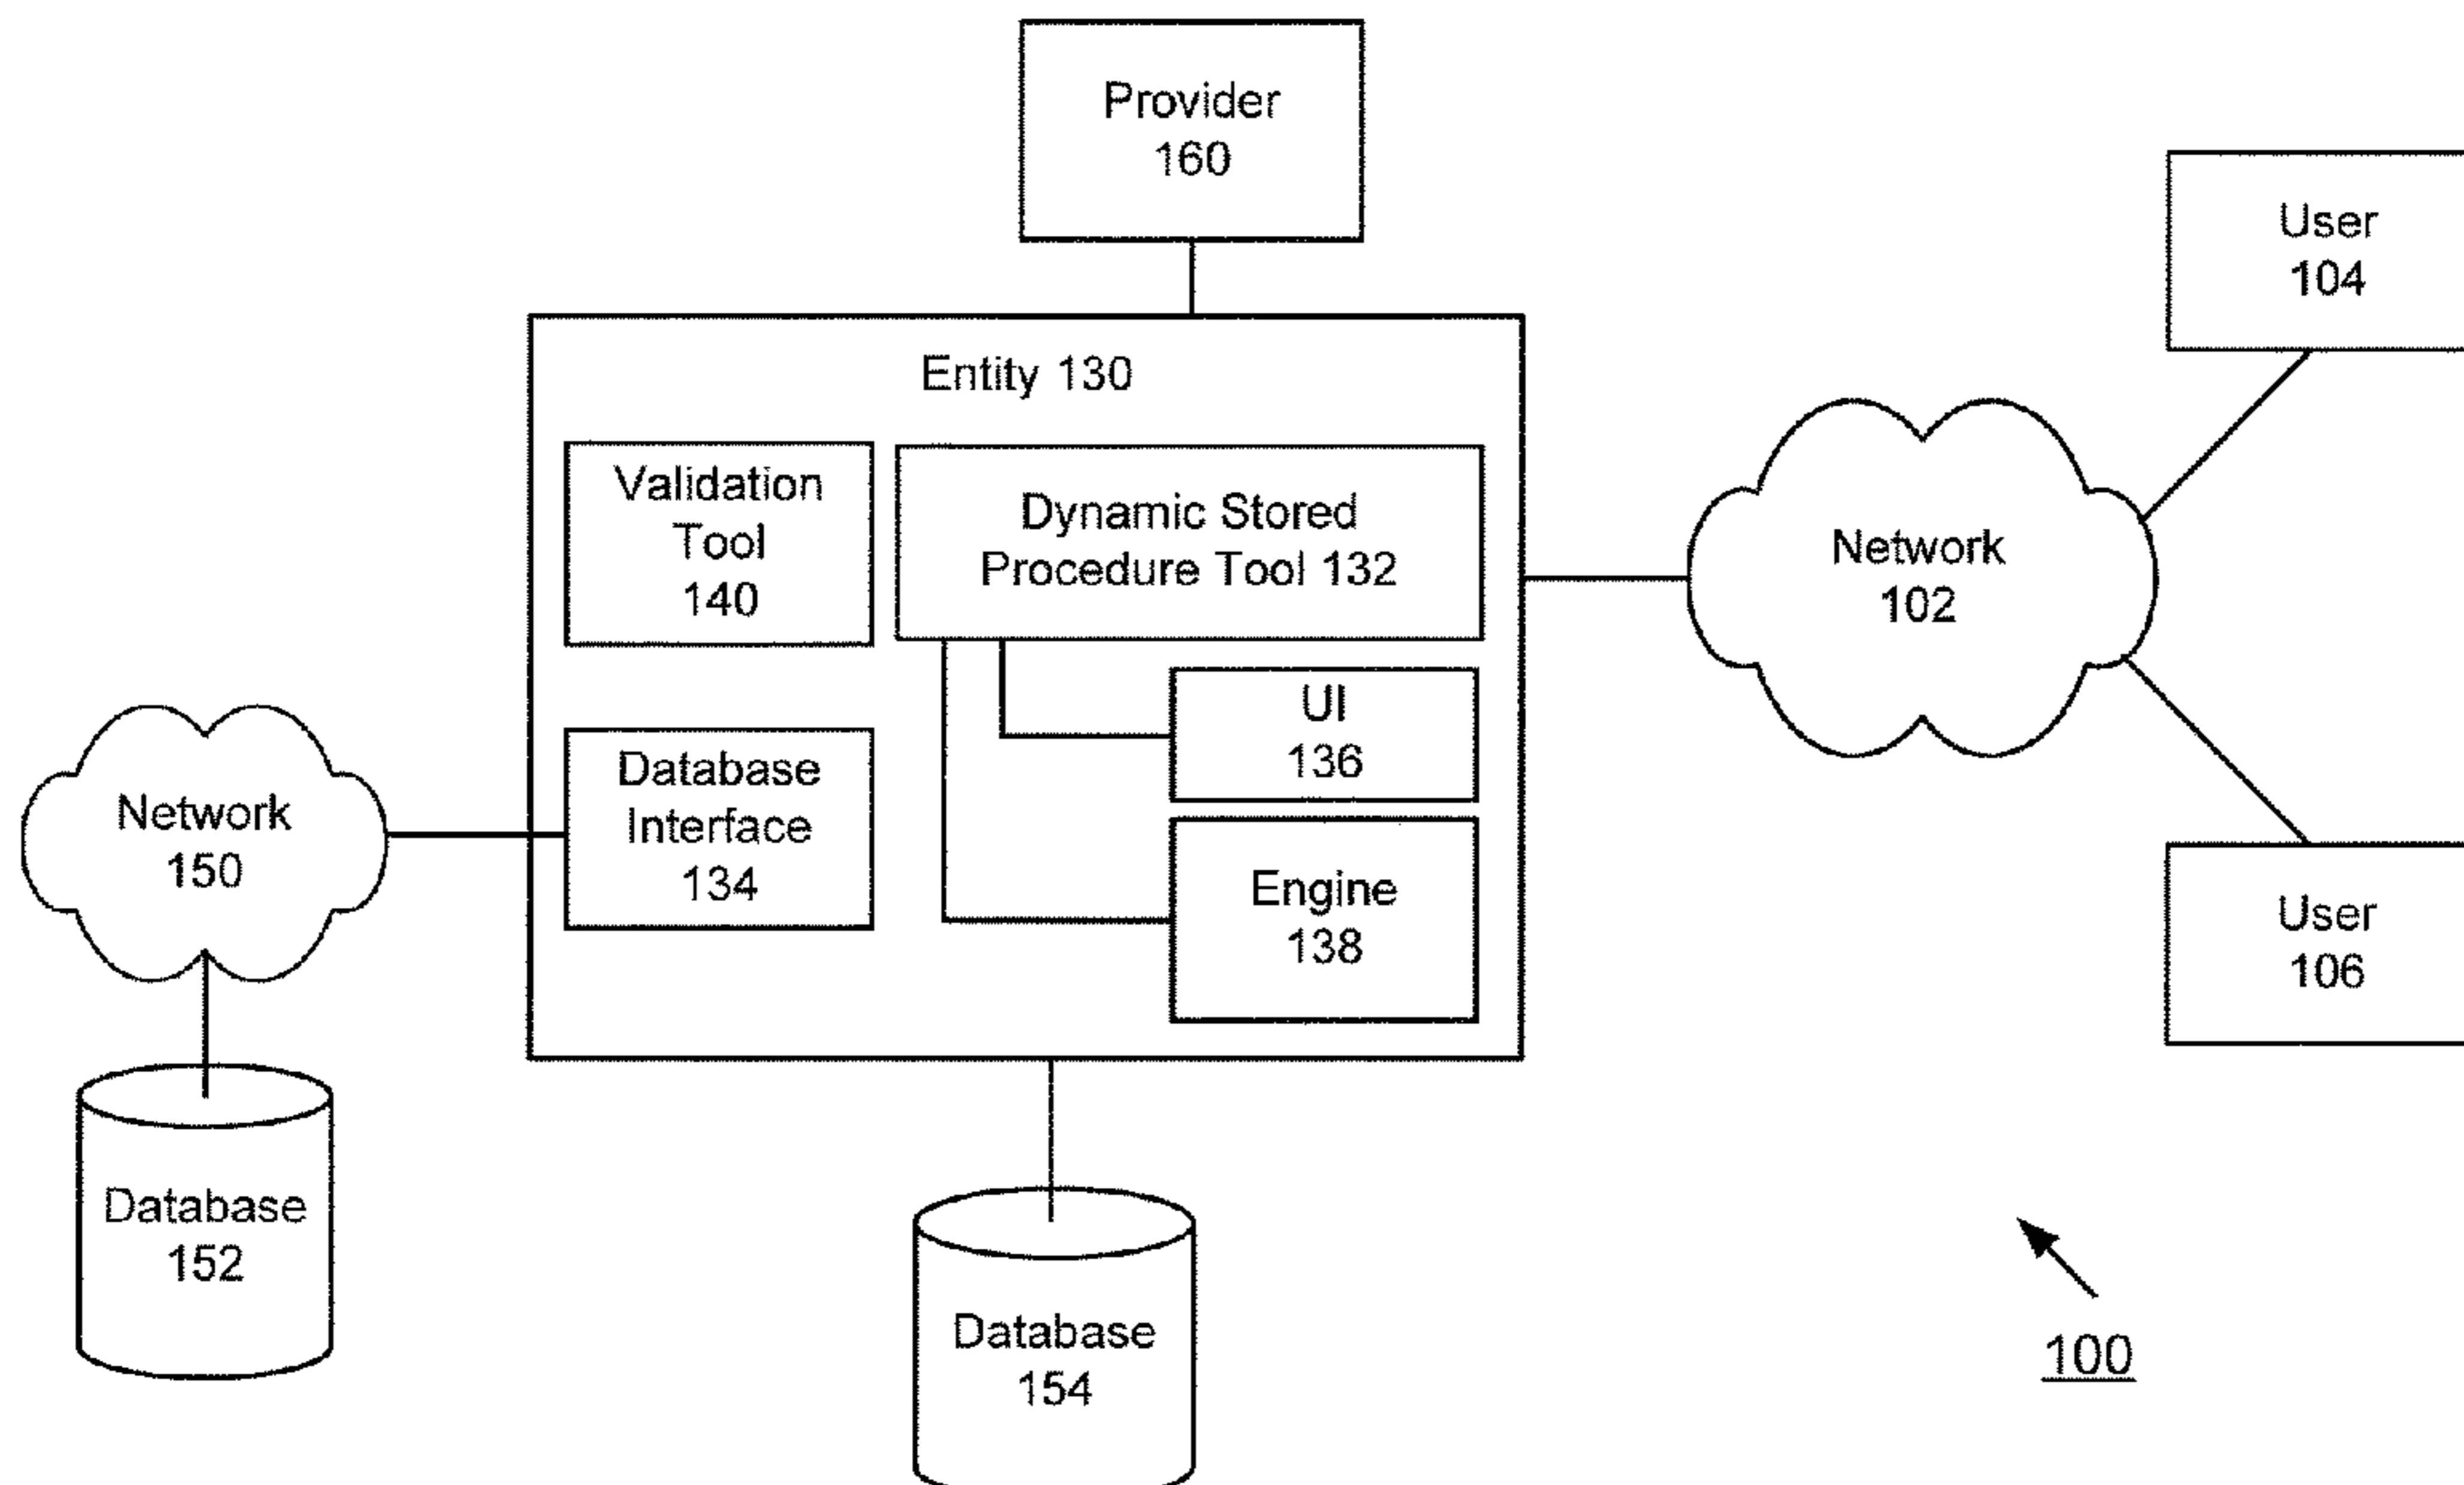 Provider
160
User
104
Entity 130
Validation
Tool
140
Dynamic Stored
Procedure Tool 132
Network
102
UI
136
Database
Interface
134
Network
150
Engine
138
User
106
Database
152
Database
154
100